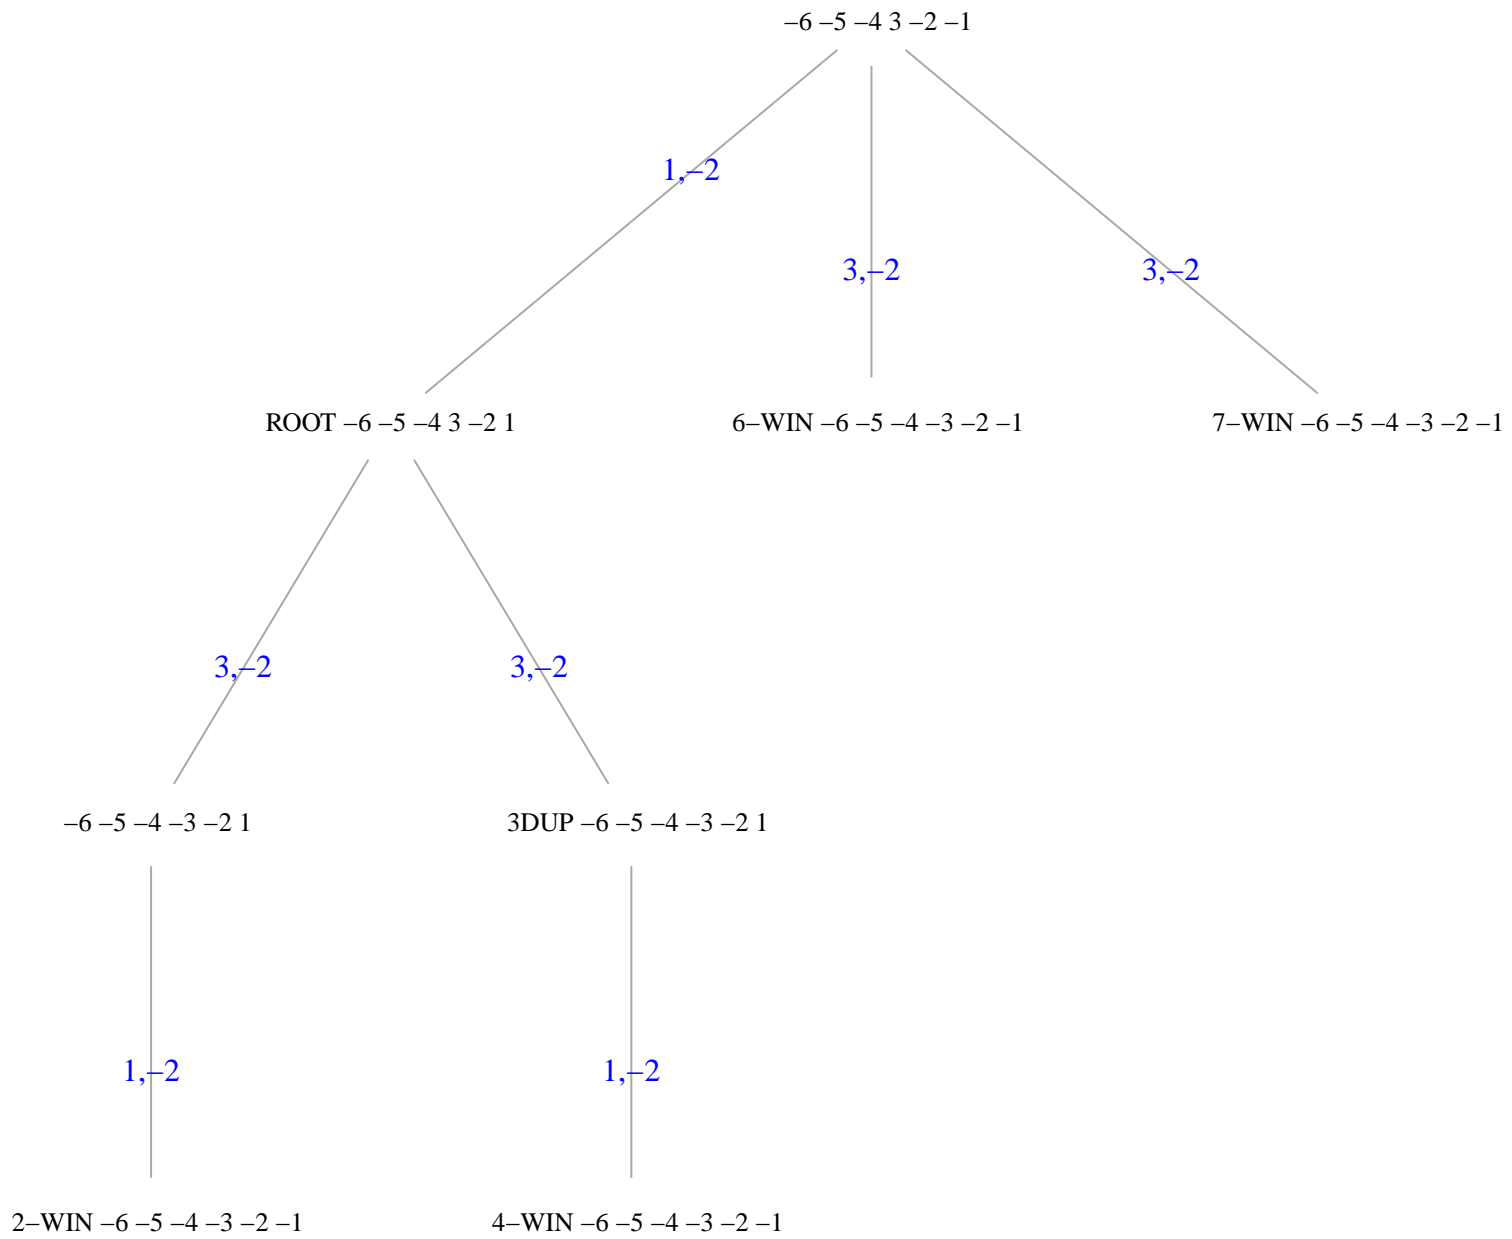 –6 –5 –4 3 –2 –1
1,–2
3,–2
3,–2
ROOT –6 –5 –4 3 –2 1
6–WIN –6 –5 –4 –3 –2 –1
7–WIN –6 –5 –4 –3 –2 –1
3,–2
3,–2
–6 –5 –4 –3 –2 1
3DUP –6 –5 –4 –3 –2 1
1,–2
1,–2
2–WIN –6 –5 –4 –3 –2 –1
4–WIN –6 –5 –4 –3 –2 –1